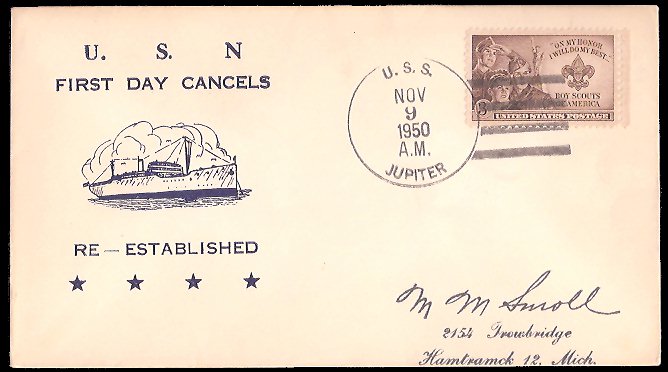 U. S. N
FIRST DAY CANCELS
RE-ESTABLISHED
U. S. S.
NOV
9
1950
A.M.
JUPITER
"ON MY HONOR
I WILL DO MY BEST..."
BOY SCOUTS
OF AMERICA
3¢
UNITED STATES POSTAGE
M M Smoll
2154 Trowbridge
Hamtramck 12, Mich.